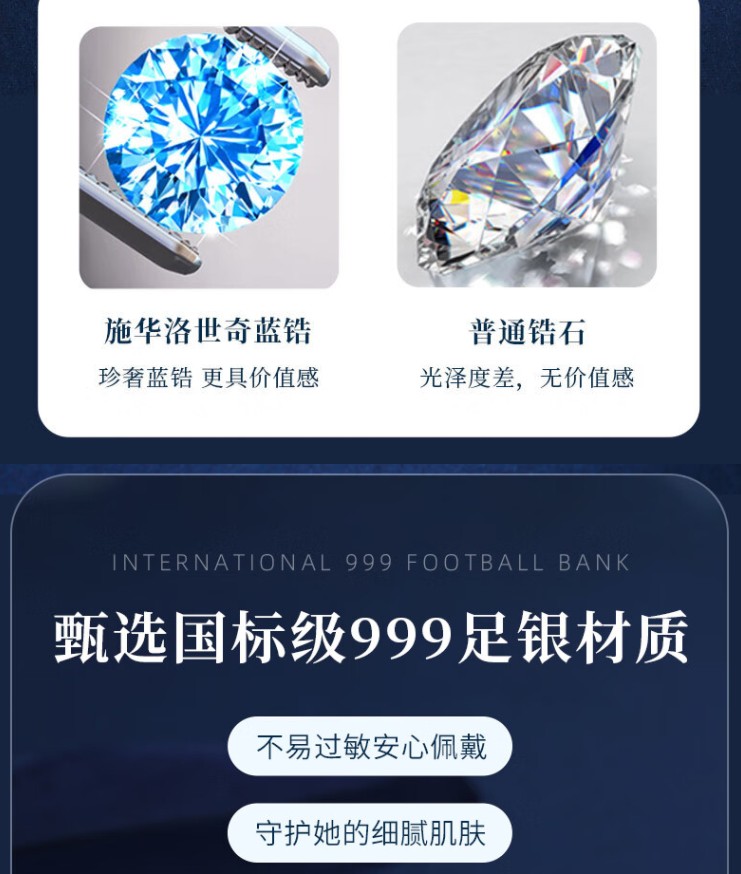 施华洛世奇蓝锆
普通锆石
珍奢蓝锆 更具价值感
光泽度差，无价值感
INTERNATIONAL 999 FOOTBALL BANK
甄选国标级999足银材质
不易过敏安心佩戴
守护她的细腻肌肤